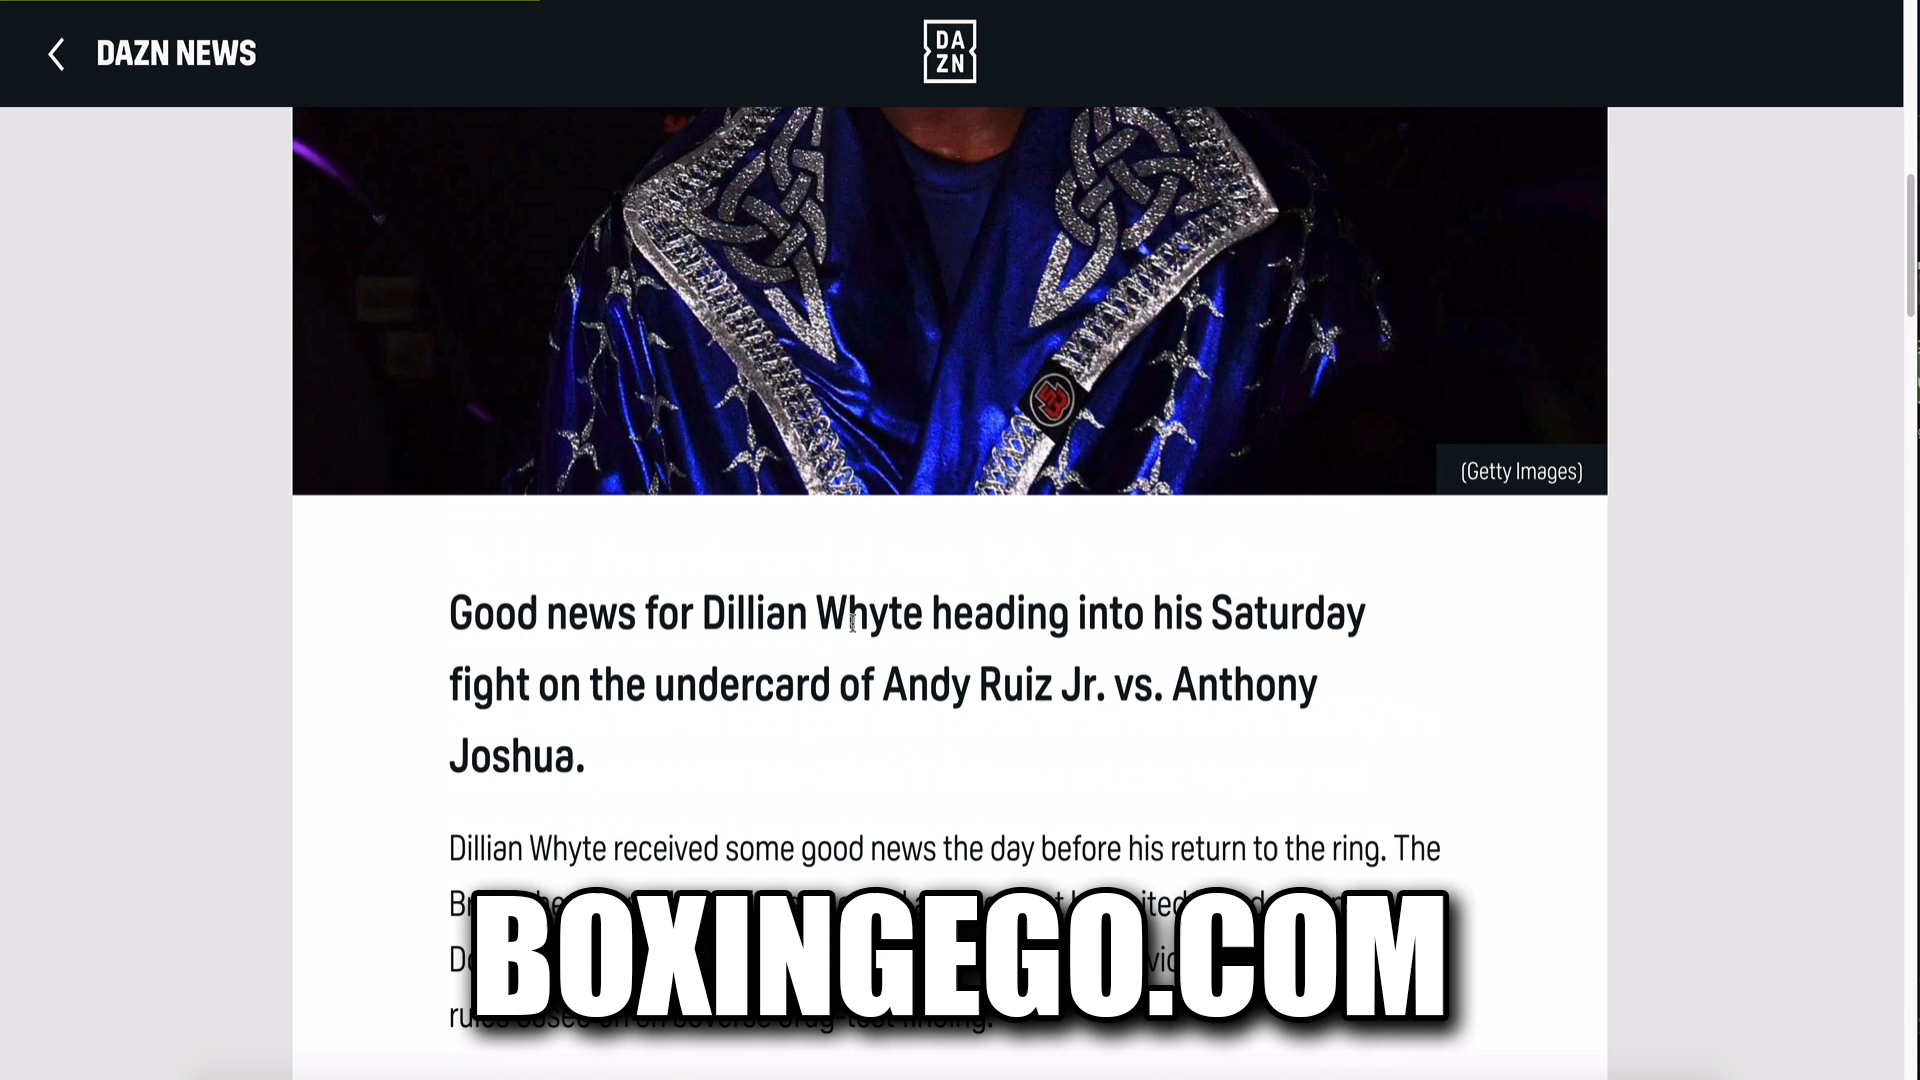 DAZN NEWS
DA
ZN
(Getty Images)
Good news for Dillian Whyte heading into his Saturday
fight on the undercard of Andy Ruiz Jr. vs. Anthony
Joshua.
Dillian Whyte received some good news the day before his return to the ring. The
BOXINGEGO.COM